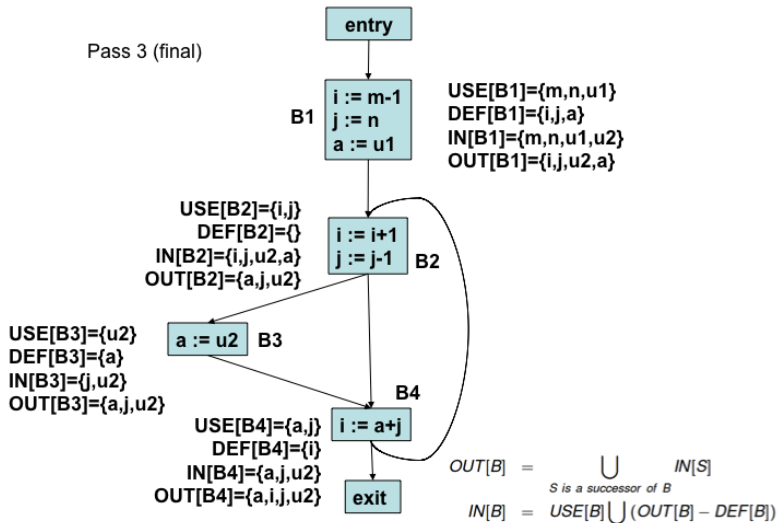 entry
Pass 3 (final)
B1
i := m-1
j := n
a := u1
USE[B1]={m,n,u1}
DEF[B1]={i,j,a}
IN[B1]={m,n,u1,u2}
OUT[B1]={i,j,u2,a}
USE[B2]={i,j}
DEF[B2]={}
IN[B2]={i,j,u2,a}
OUT[B2]={a,j,u2}
i := i+1
j := j-1
B2
USE[B3]={u2}
DEF[B3]={a}
IN[B3]={j,u2}
OUT[B3]={a,j,u2}
a := u2
B3
B4
i := a+j
USE[B4]={a,j}
DEF[B4]={i}
IN[B4]={a,j,u2}
OUT[B4]={a,i,j,u2}
exit
OUT[B] = ⋃ IN[S]
S is a successor of B
IN[B] = USE[B]⋃(OUT[B] − DEF[B])